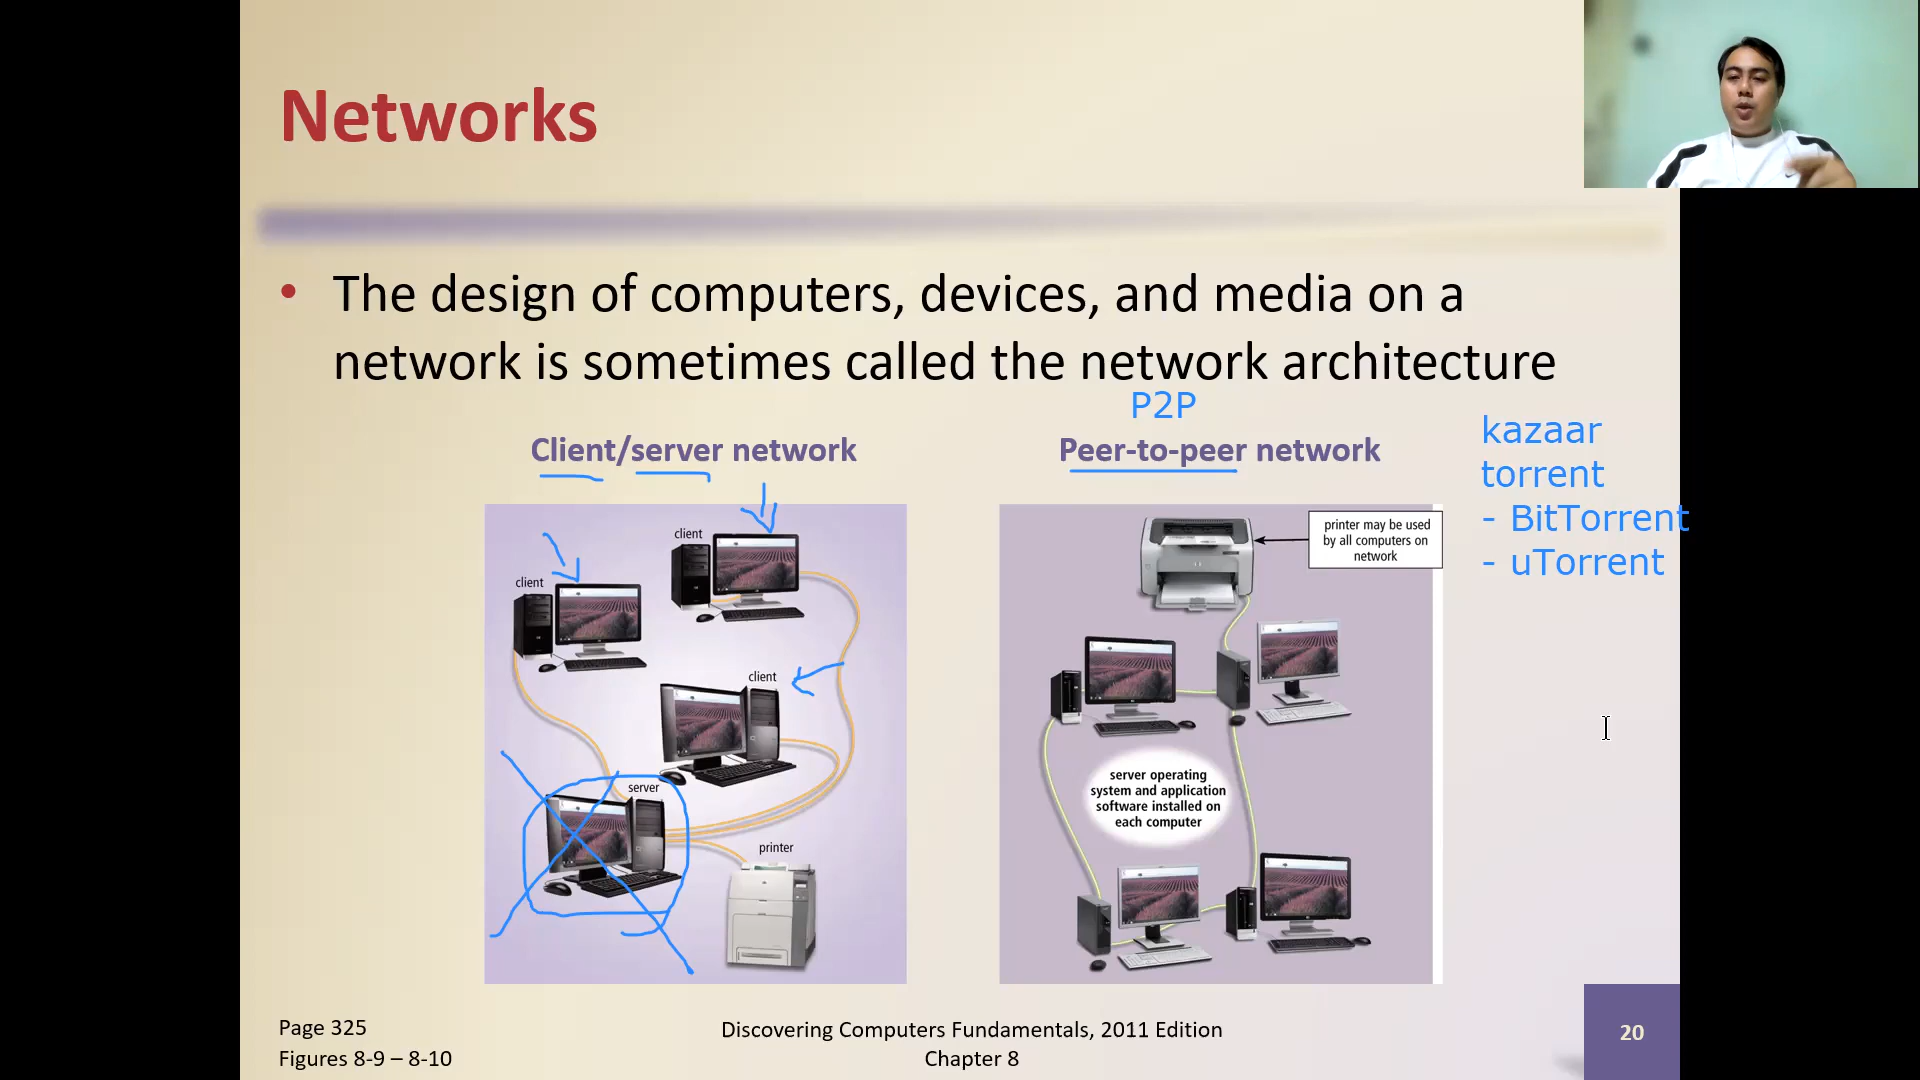 Networks
• The design of computers, devices, and media on a
network is sometimes called the network architecture
P2P
Client/server network
Peer-to-peer network
kazaar
torrent
- BitTorrent
- uTorrent
client
client
client
server
printer
printer may be used
by all computers on
network
server operating
system and application
software installed on
each computer
Page 325
Figures 8-9 – 8-10
Discovering Computers Fundamentals, 2011 Edition
Chapter 8
20